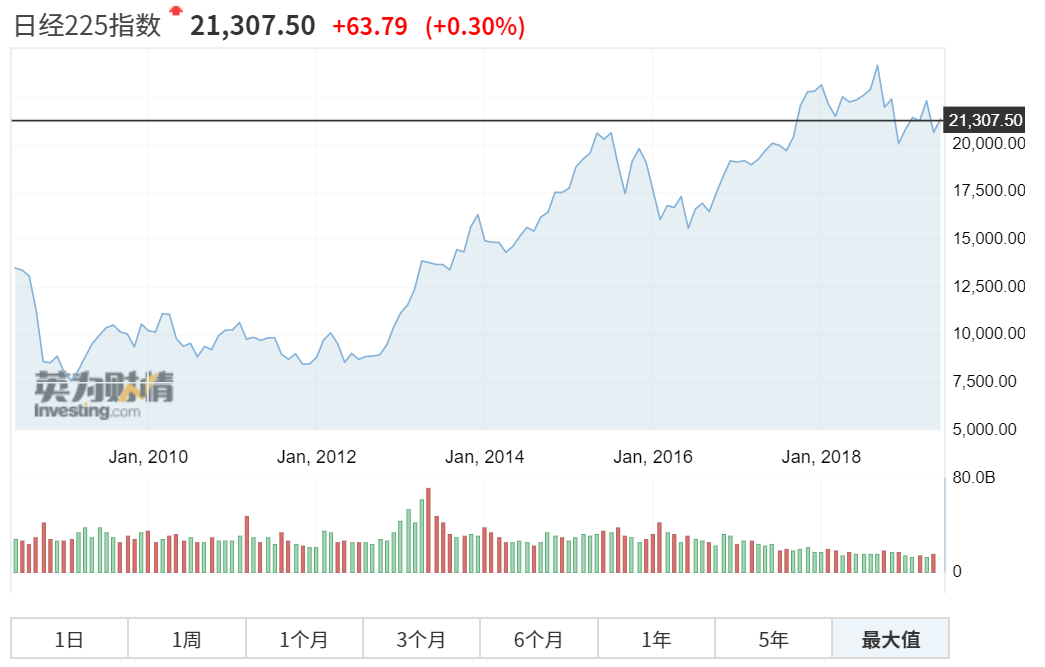 日经225指数 21,307.50 +63.79 (+0.30%)
21,307.50
20,000.00
17,500.00
15,000.00
12,500.00
10,000.00
7,500.00
英为财情
Investing.com
5,000.00
Jan, 2010 Jan, 2012 Jan, 2014 Jan, 2016 Jan, 2018
80.0B
0
1日 1周 1个月 3个月 6个月 1年 5年 最大值